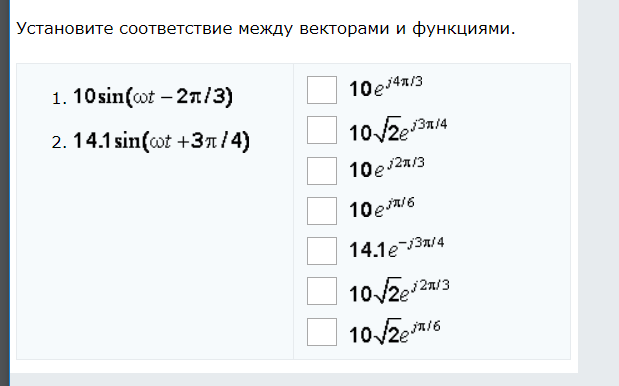 Установите соответствие между векторами и функциями.
1. 10sin(ωt – 2π/3)
2. 14.1sin(ωt +3π/4)
10e^{j4π/3}
10√2e^{j3π/4}
10e^{j2π/3}
10e^{jπ/6}
14.1e^{-j3π/4}
10√2e^{j2π/3}
10√2e^{jπ/6}